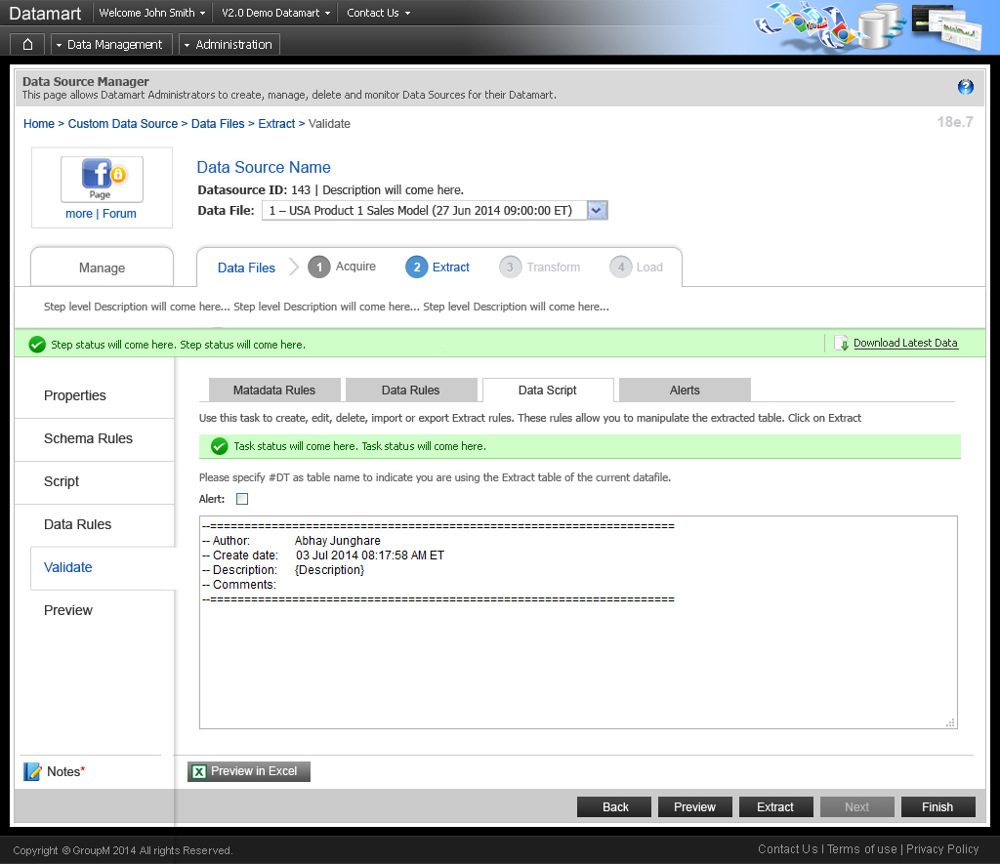 Datamart Welcome John Smith V2.0 Demo Datamart Contact Us
Data Management Administration
Data Source Manager
This page allows Datamart Administrators to create, manage, delete and monitor Data Sources for their Datamart.
Home > Custom Data Source > Data Files > Extract > Validate
18e.7
Page
more | Forum
Data Source Name
Datasource ID: 143 | Description will come here.
Data File: 1 – USA Product 1 Sales Model (27 Jun 2014 09:00:00 ET)
Manage
Data Files 1 Acquire 2 Extract 3 Transform 4 Load
Step level Description will come here... Step level Description will come here... Step level Description will come here...
Step status will come here. Step status will come here.
Download Latest Data
Properties
Schema Rules
Script
Data Rules
Validate
Preview
Matadata Rules Data Rules Data Script Alerts
Use this task to create, edit, delete, import or export Extract rules. These rules allow you to manipulate the extracted table. Click on Extract
Task status will come here. Task status will come here.
Please specify #DT as table name to indicate you are using the Extract table of the current datafile.
Alert:
--====================================================================
-- Author: Abhay Junghare
-- Create date: 03 Jul 2014 08:17:58 AM ET
-- Description: {Description}
-- Comments:
--====================================================================
Notes*
Preview in Excel
Back Preview Extract Next Finish
Copyright © GroupM 2014 All rights Reserved.
Contact Us | Terms of use | Privacy Policy